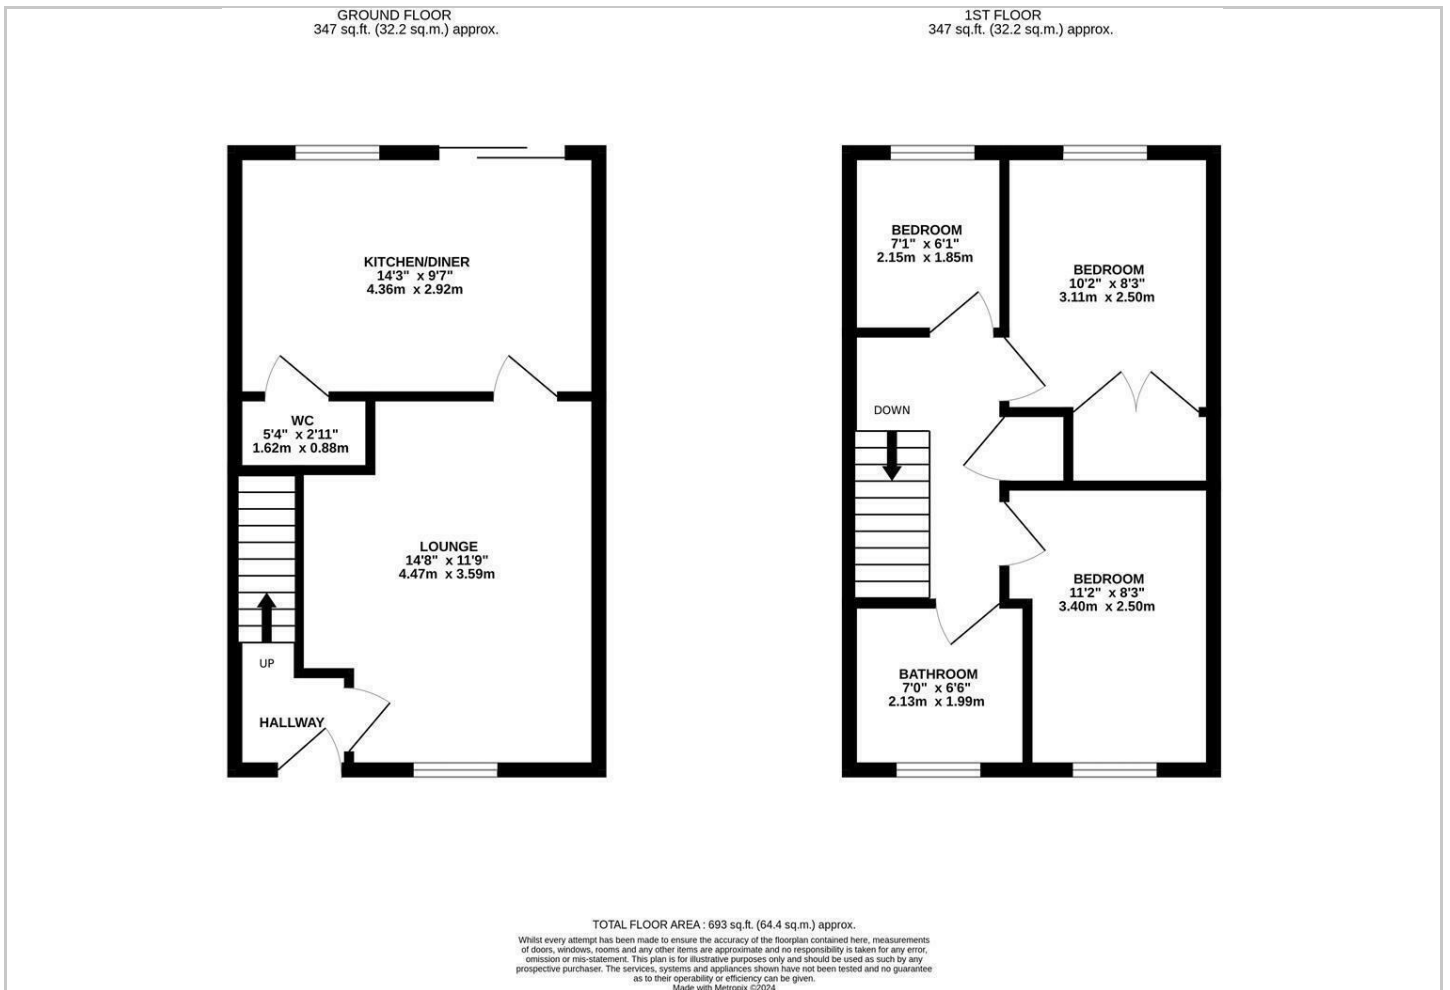 GROUND FLOOR
347 sq.ft. (32.2 sq.m.) approx.
1ST FLOOR
347 sq.ft. (32.2 sq.m.) approx.
KITCHEN/DINER
14'3" x 9'7"
4.36m x 2.92m
WC
5'4" x 2'11"
1.62m x 0.88m
LOUNGE
14'8" x 11'9"
4.47m x 3.59m
UP
HALLWAY
BEDROOM
7'1" x 6'1"
2.15m x 1.85m
BEDROOM
10'2" x 8'3"
3.11m x 2.50m
DOWN
BEDROOM
11'2" x 8'3"
3.40m x 2.50m
BATHROOM
7'0" x 6'6"
2.13m x 1.99m
TOTAL FLOOR AREA : 693 sq.ft. (64.4 sq.m.) approx.
Whilst every attempt has been made to ensure the accuracy of the floorplan contained here, measurements
of doors, windows, rooms and any other items are approximate and no responsibility is taken for any error,
omission or mis-statement. This plan is for illustrative purposes only and should be used as such by any
prospective purchaser. The services, systems and appliances shown have not been tested and no guarantee
as to their operability or efficiency can be given.
Made with Metropix ©2024